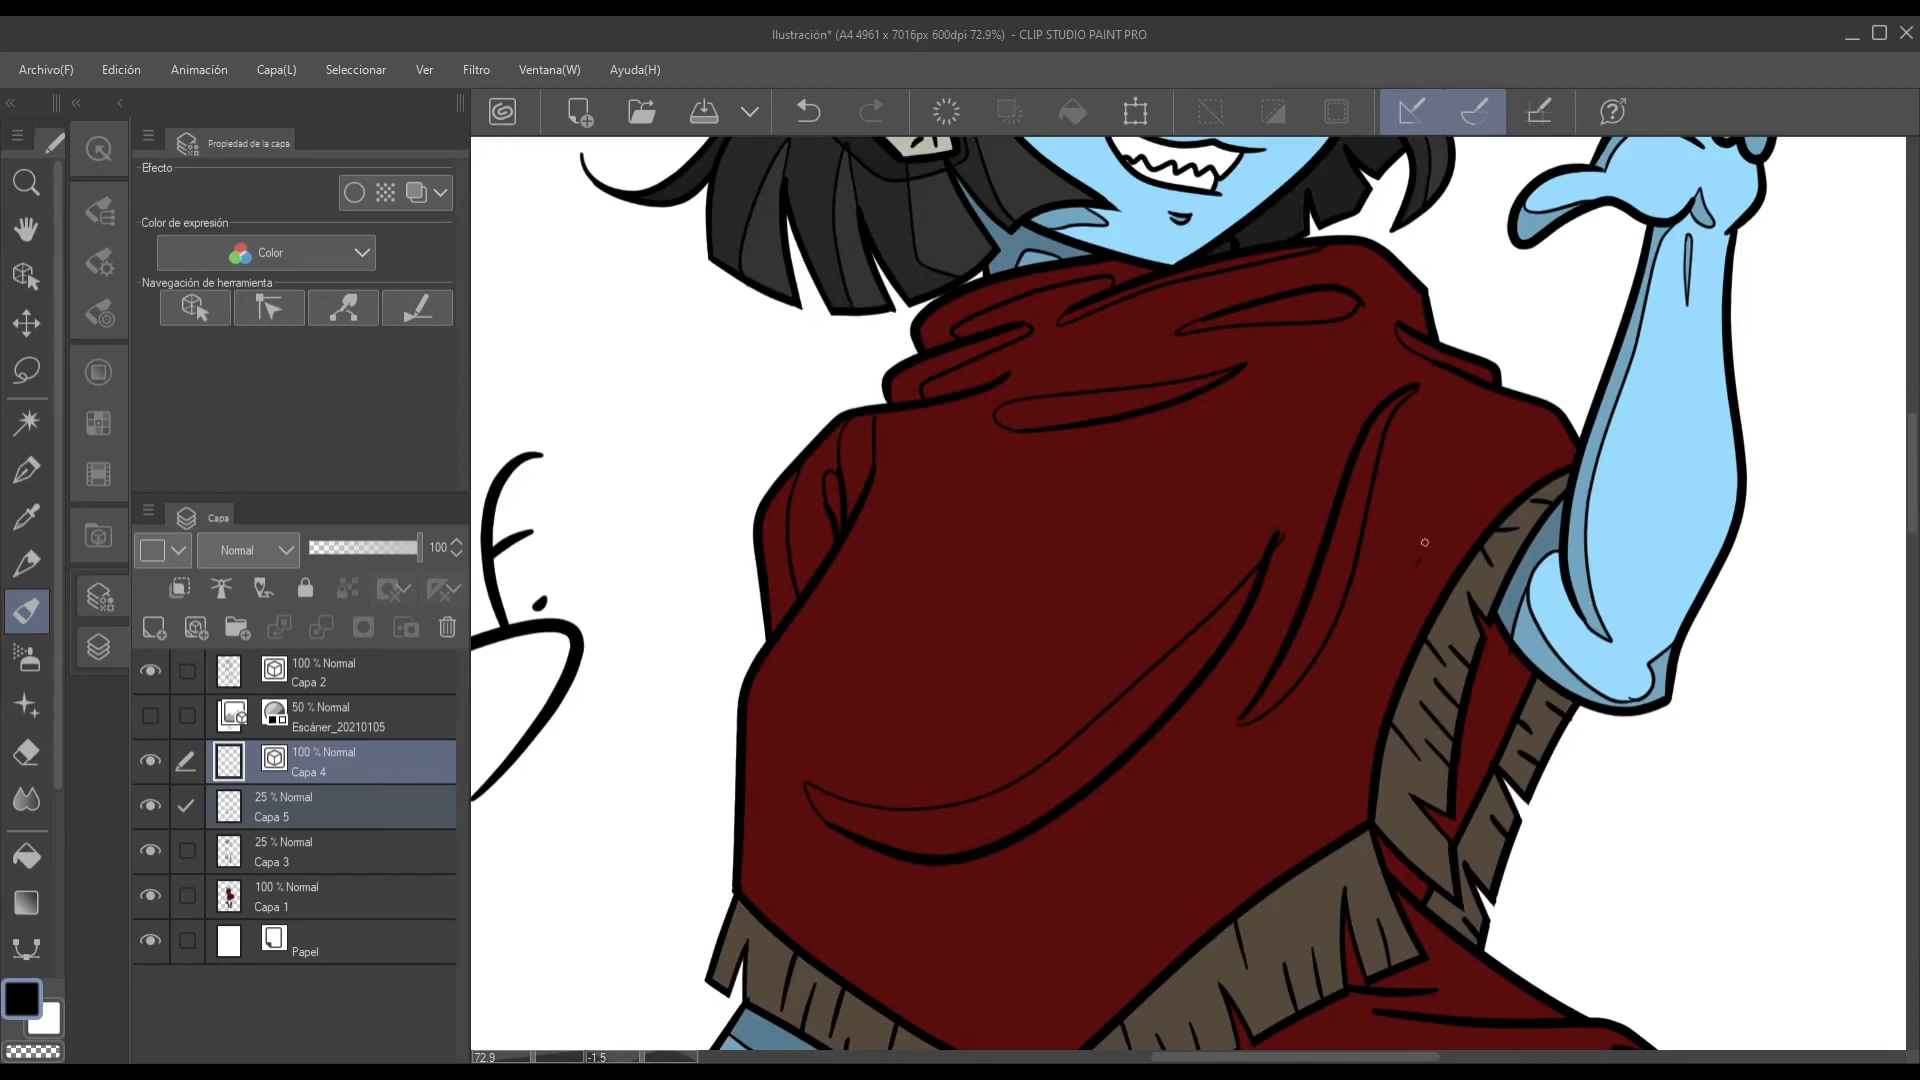 Ilustración* (A4 4961 x 7016px 600dpi 72.9%) - CLIP STUDIO PAINT PRO
Archivo(F) Edición Animación Capa(L) Seleccionar Ver Filtro Ventana(W) Ayuda(H)
Propiedad de la capa
Efecto
Color de expresión
Color
Navegación de herramienta
Capa
Normal 100
100 % Normal
Capa 2
50 % Normal
Escáner_20210105
100 % Normal
Capa 4
25 % Normal
Capa 5
25 % Normal
Capa 3
100 % Normal
Capa 1
Papel
72.9 -1.5